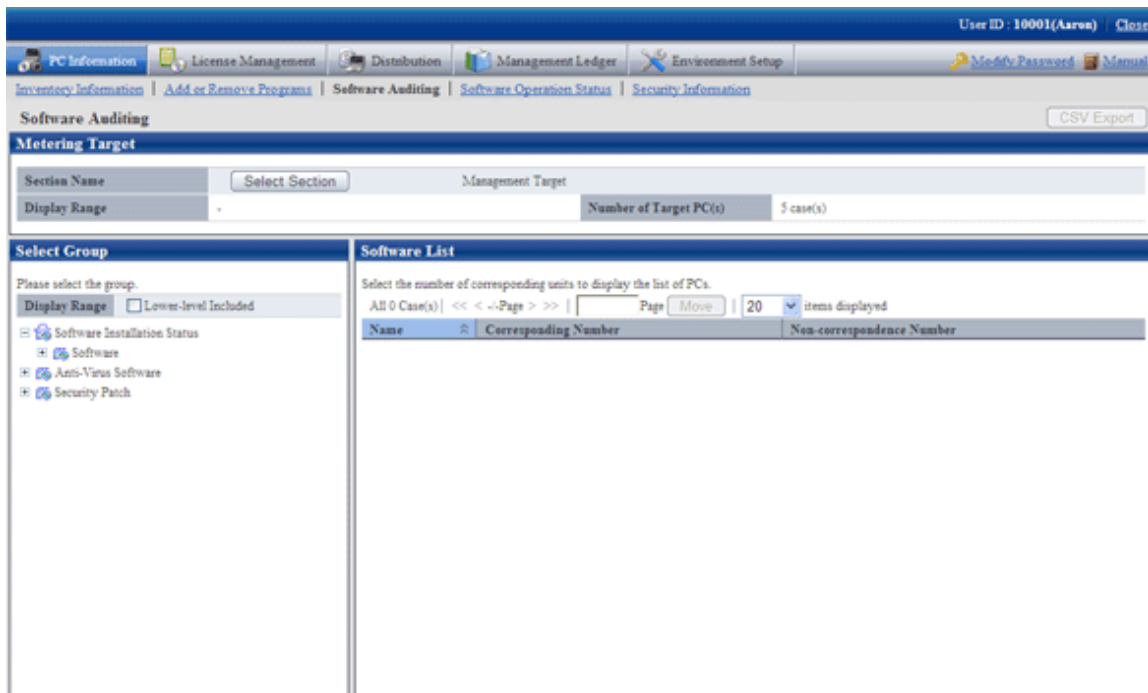 User ID : 10001(Aaron) Close
PC Information License Management Distribution Management Ledger Environment Setup Modify Password Manual
Inventory Information | Add or Remove Programs | Software Auditing | Software Operation Status | Security Information
Software Auditing CSV Export
Metering Target
Section Name Select Section Management Target
Display Range - Number of Target PC(s) 5 case(s)
Select Group
Please select the group.
Display Range Lower-level Included
Software Installation Status
Software
Anti-Virus Software
Security Patch
Software List
Select the number of corresponding units to display the list of PCs.
All 0 Case(s) | << < -/-Page > >> | Page Move | 20 items displayed
Name Corresponding Number Non-correspondence Number